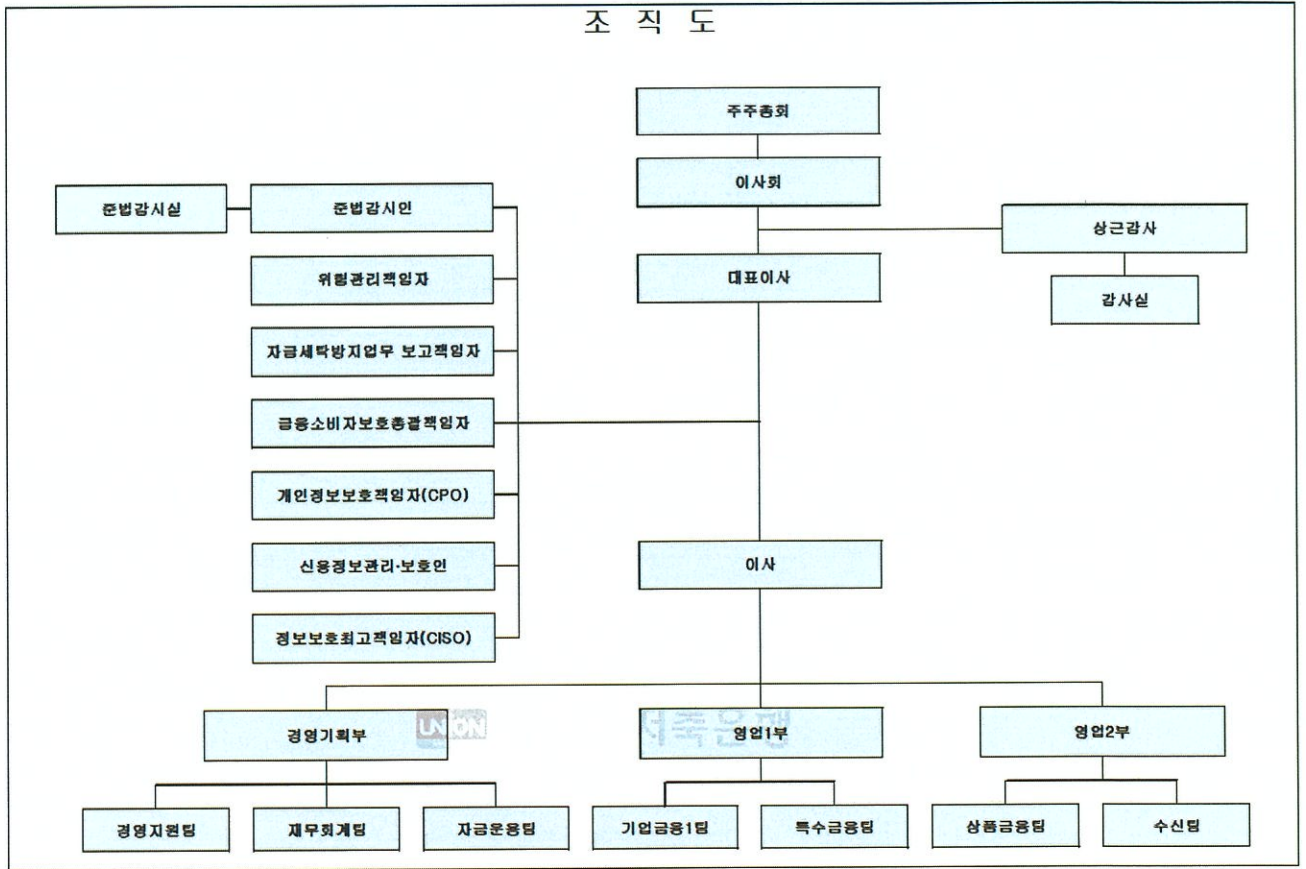 조 직 도
주주총회
이사회
준법감시실
준법감시인
상근감사
위험관리책임자
대표이사
감사실
자금세탁방지업무 보고책임자
금융소비자보호총괄책임자
개인정보보호책임자(CPO)
신용정보관리·보호인
이사
정보보호최고책임자(CISO)
경영기획부
UNION
저축은행
영업1부
영업2부
경영지원팀
재무회계팀
자금운용팀
기업금융1팀
특수금융팀
상품금융팀
수신팀